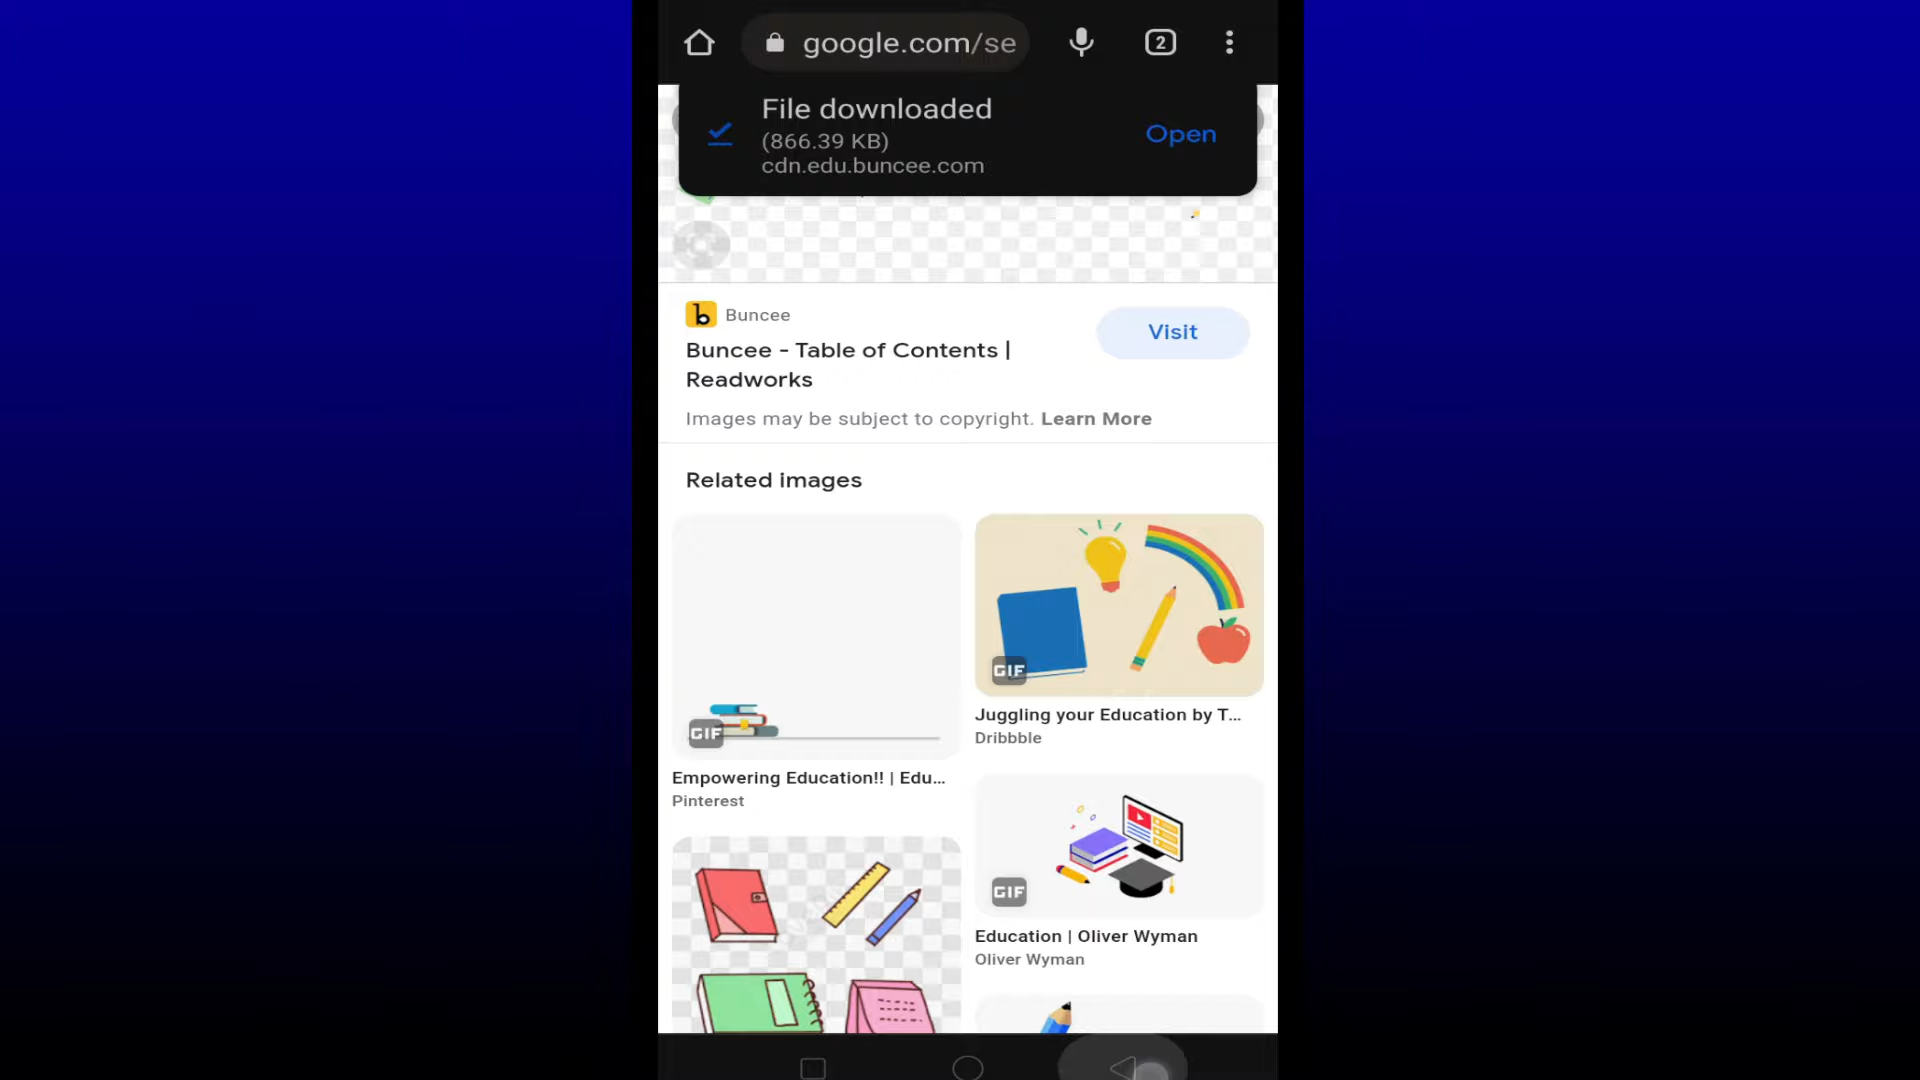 google.com/se
2
File downloaded
(866.39 KB)
cdn.edu.buncee.com
Open
b
Buncee
Visit
Buncee - Table of Contents |
Readworks
Images may be subject to copyright. Learn More
Related images
GIF
Empowering Education!! | Edu...
Pinterest
GIF
Juggling your Education by T...
Dribbble
GIF
Education | Oliver Wyman
Oliver Wyman